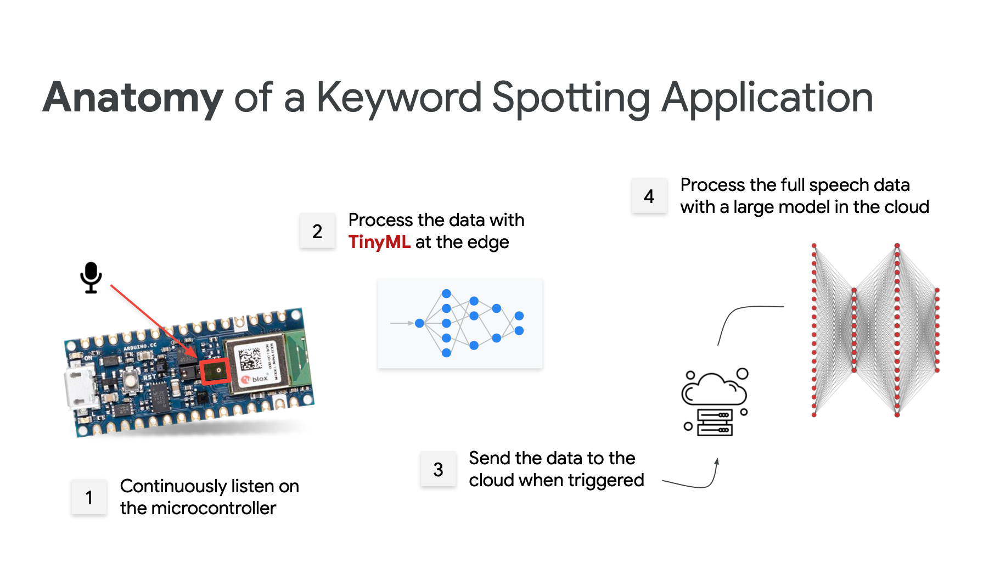 Anatomy of a Keyword Spotting Application
4
Process the full speech data
with a large model in the cloud
2
Process the data with
TinyML at the edge
ARDUINO.CC
ON
RST
blox
3
Send the data to the
cloud when triggered
1
Continuously listen on
the microcontroller